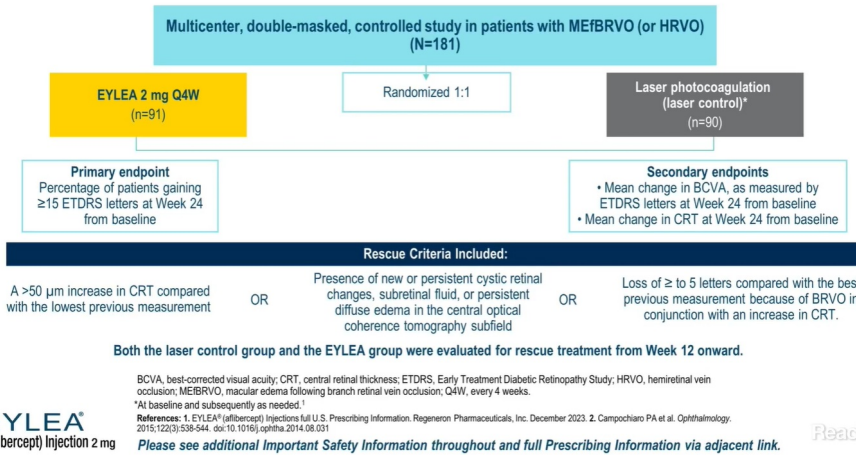 Multicenter, double-masked, controlled study in patients with MEfBRVO (or HRVO)
(N=181)
EYLEA 2 mg Q4W
(n=91)
Randomized 1:1
Laser photocoagulation
(laser control)*
(n=90)
Primary endpoint
Percentage of patients gaining
≥15 ETDRS letters at Week 24
from baseline
Secondary endpoints
• Mean change in BCVA, as measured by
ETDRS letters at Week 24 from baseline
• Mean change in CRT at Week 24 from baseline
Rescue Criteria Included:
A >50 µm increase in CRT compared
with the lowest previous measurement
OR
Presence of new or persistent cystic retinal
changes, subretinal fluid, or persistent
diffuse edema in the central optical
coherence tomography subfield
OR
Loss of ≥ to 5 letters compared with the bes
previous measurement because of BRVO in
conjunction with an increase in CRT.
Both the laser control group and the EYLEA group were evaluated for rescue treatment from Week 12 onward.
BCVA, best-corrected visual acuity; CRT, central retinal thickness; ETDRS, Early Treatment Diabetic Retinopathy Study; HRVO, hemiretinal vein
occlusion; MEfBRVO, macular edema following branch retinal vein occlusion; Q4W, every 4 weeks.
*At baseline and subsequently as needed.1
References: 1. EYLEA® (aflibercept) Injections full U.S. Prescribing Information. Regeneron Pharmaceuticals, Inc. December 2023. 2. Campochiaro PA et al. Ophthalmology.
2015;122(3):538-544. doi:10.1016/j.ophtha.2014.08.031
YLEA®
bercept) Injection 2 mg
Please see additional Important Safety Information throughout and full Prescribing Information via adjacent link.
Read